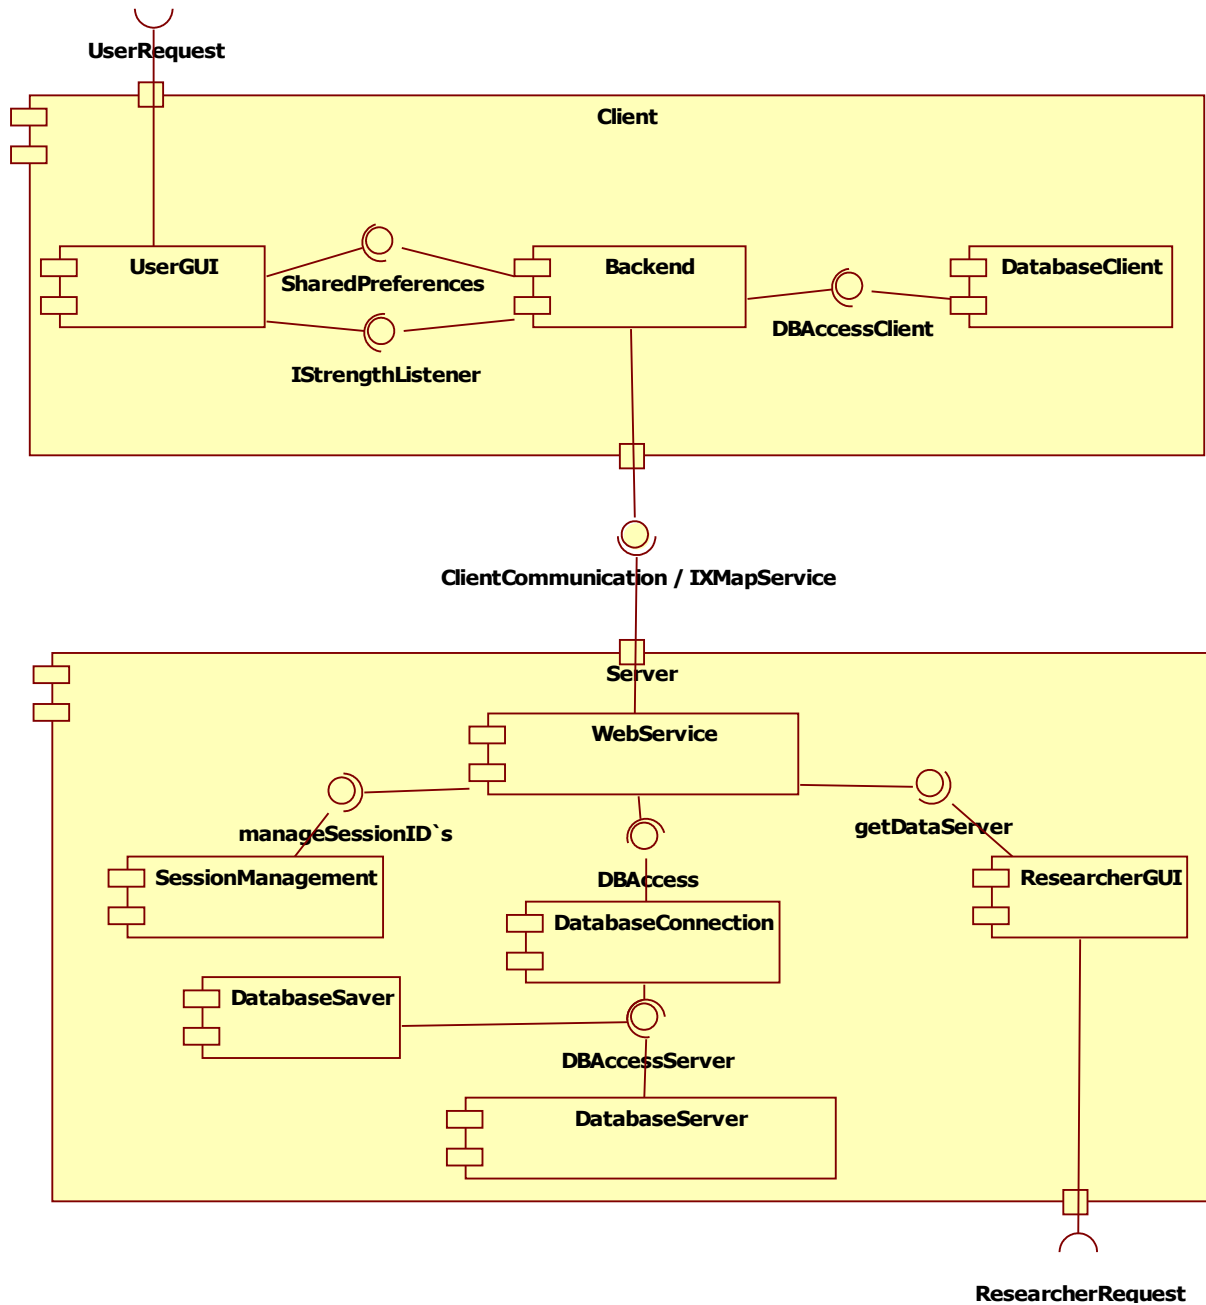 UserRequest
Client
UserGUI
Backend
DatabaseClient
SharedPreferences
DBAccessClient
IStrengthListener
ClientCommunication / IXMapService
Server
WebService
manageSessionID`s
getDataServer
SessionManagement
DBAccess
ResearcherGUI
DatabaseConnection
DatabaseSaver
DBAccessServer
DatabaseServer
ResearcherRequest